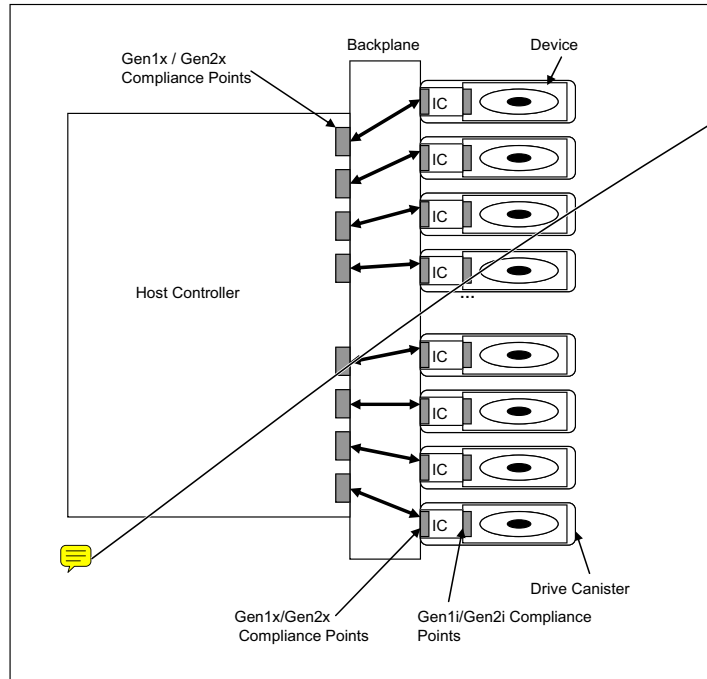 Backplane
Device
Gen1x / Gen2x
Compliance Points
IC
IC
IC
IC
...
Host Controller
IC
IC
IC
IC
Drive Canister
Gen1x/Gen2x
Compliance Points
Gen1i/Gen2i Compliance
Points